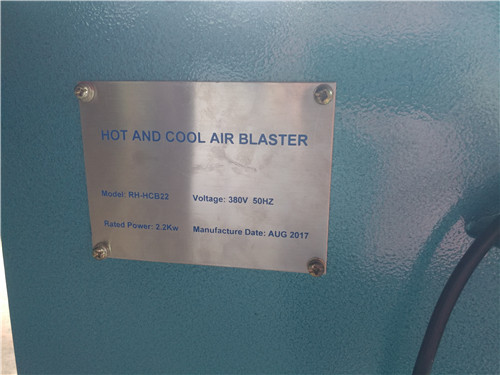 HOT AND COOL AIR BLASTER
Model: RH-HCB22 Voltage: 380V 50HZ
Rated Power: 2.2Kw Manufacture Date: AUG 2017